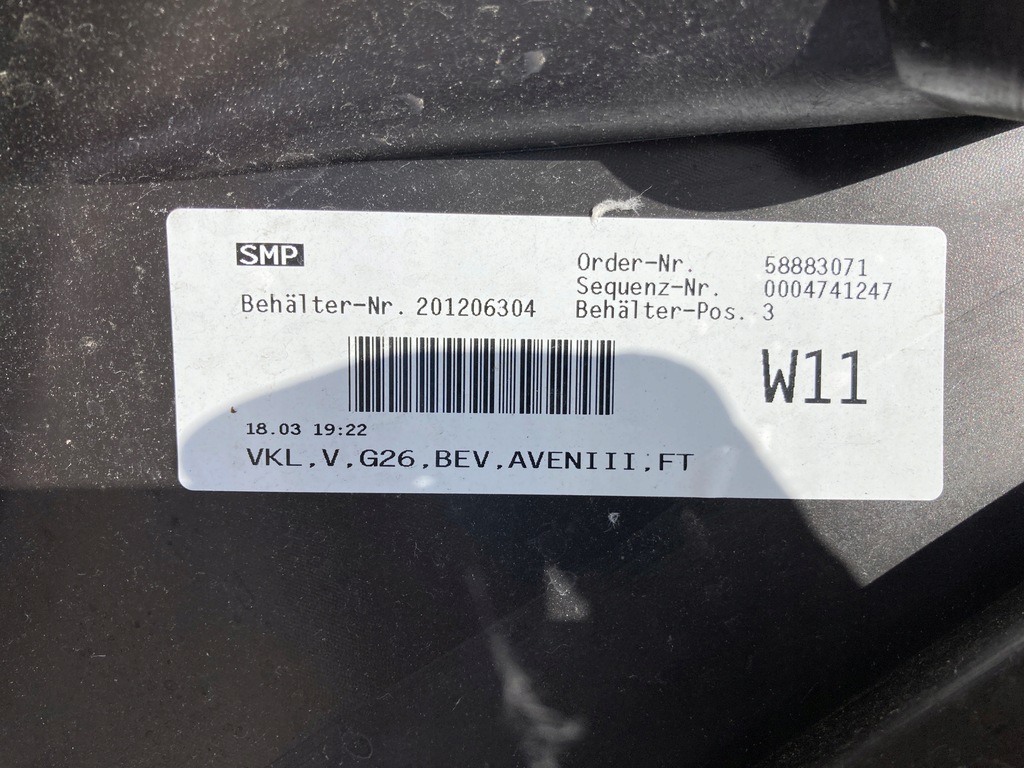 SMP
Order-Nr. 58883071
Sequenz-Nr. 0004741247
Behälter-Nr. 201206304
Behälter-Pos. 3
W11
18.03 19:22
VKL,V,G26,BEV,AVENIII,FT